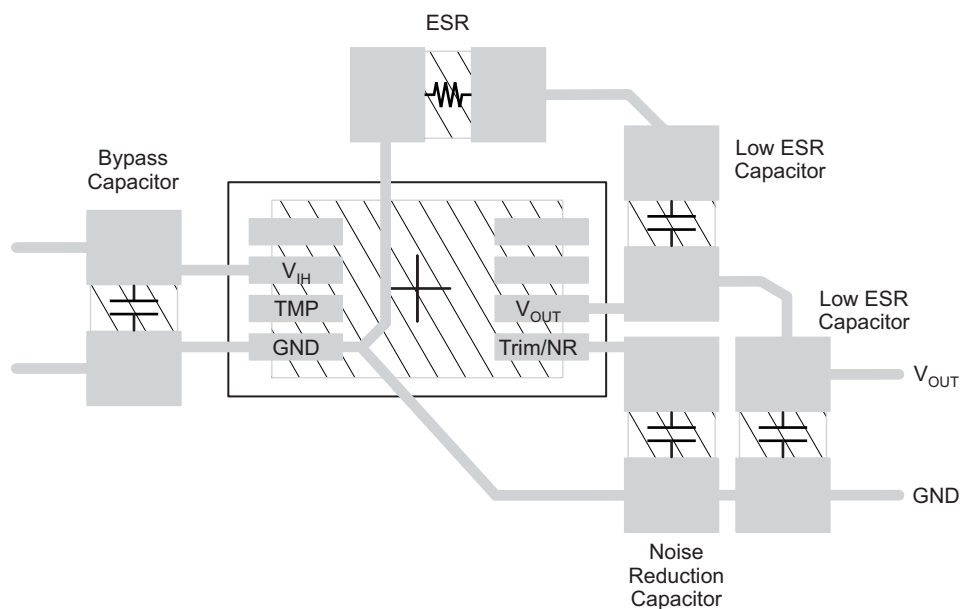 ESR
Bypass
Capacitor
Low ESR
Capacitor
V_IH
TMP
GND
V_OUT
Trim/NR
Low ESR
Capacitor
V_OUT
GND
Noise
Reduction
Capacitor